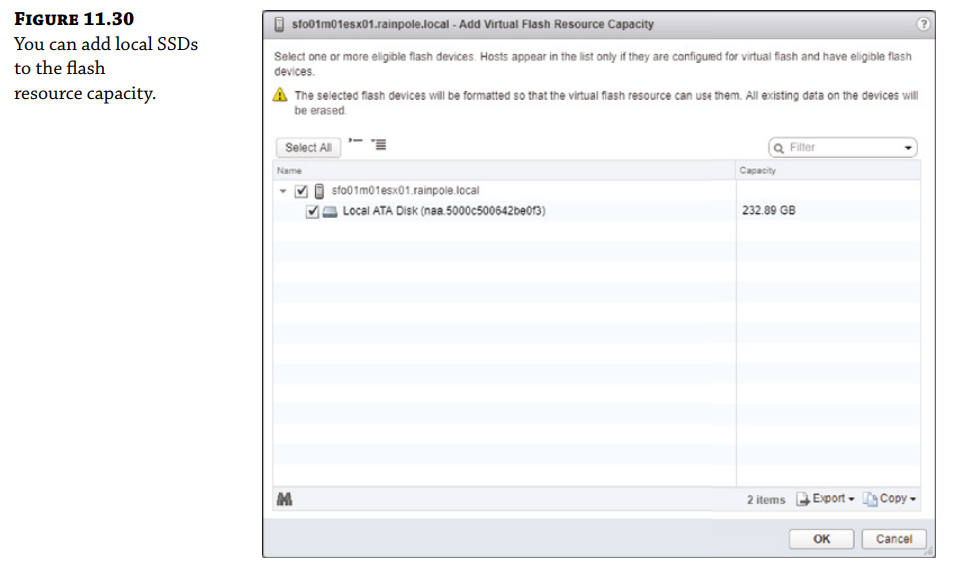 FIGURE 11.30
You can add local SSDs
to the flash
resource capacity.
sfo01m01esx01.rainpole.local - Add Virtual Flash Resource Capacity
?
Select one or more eligible flash devices. Hosts appear in the list only if they are configured for virtual flash and have eligible flash
devices.
The selected flash devices will be formatted so that the virtual flash resource can use them. All existing data on the devices will
be erased.
Select All
Filter
Name Capacity
sfo01m01esx01.rainpole.local
Local ATA Disk (naa.5000c500642be0f3) 232.89 GB
2 items Export Copy
OK Cancel